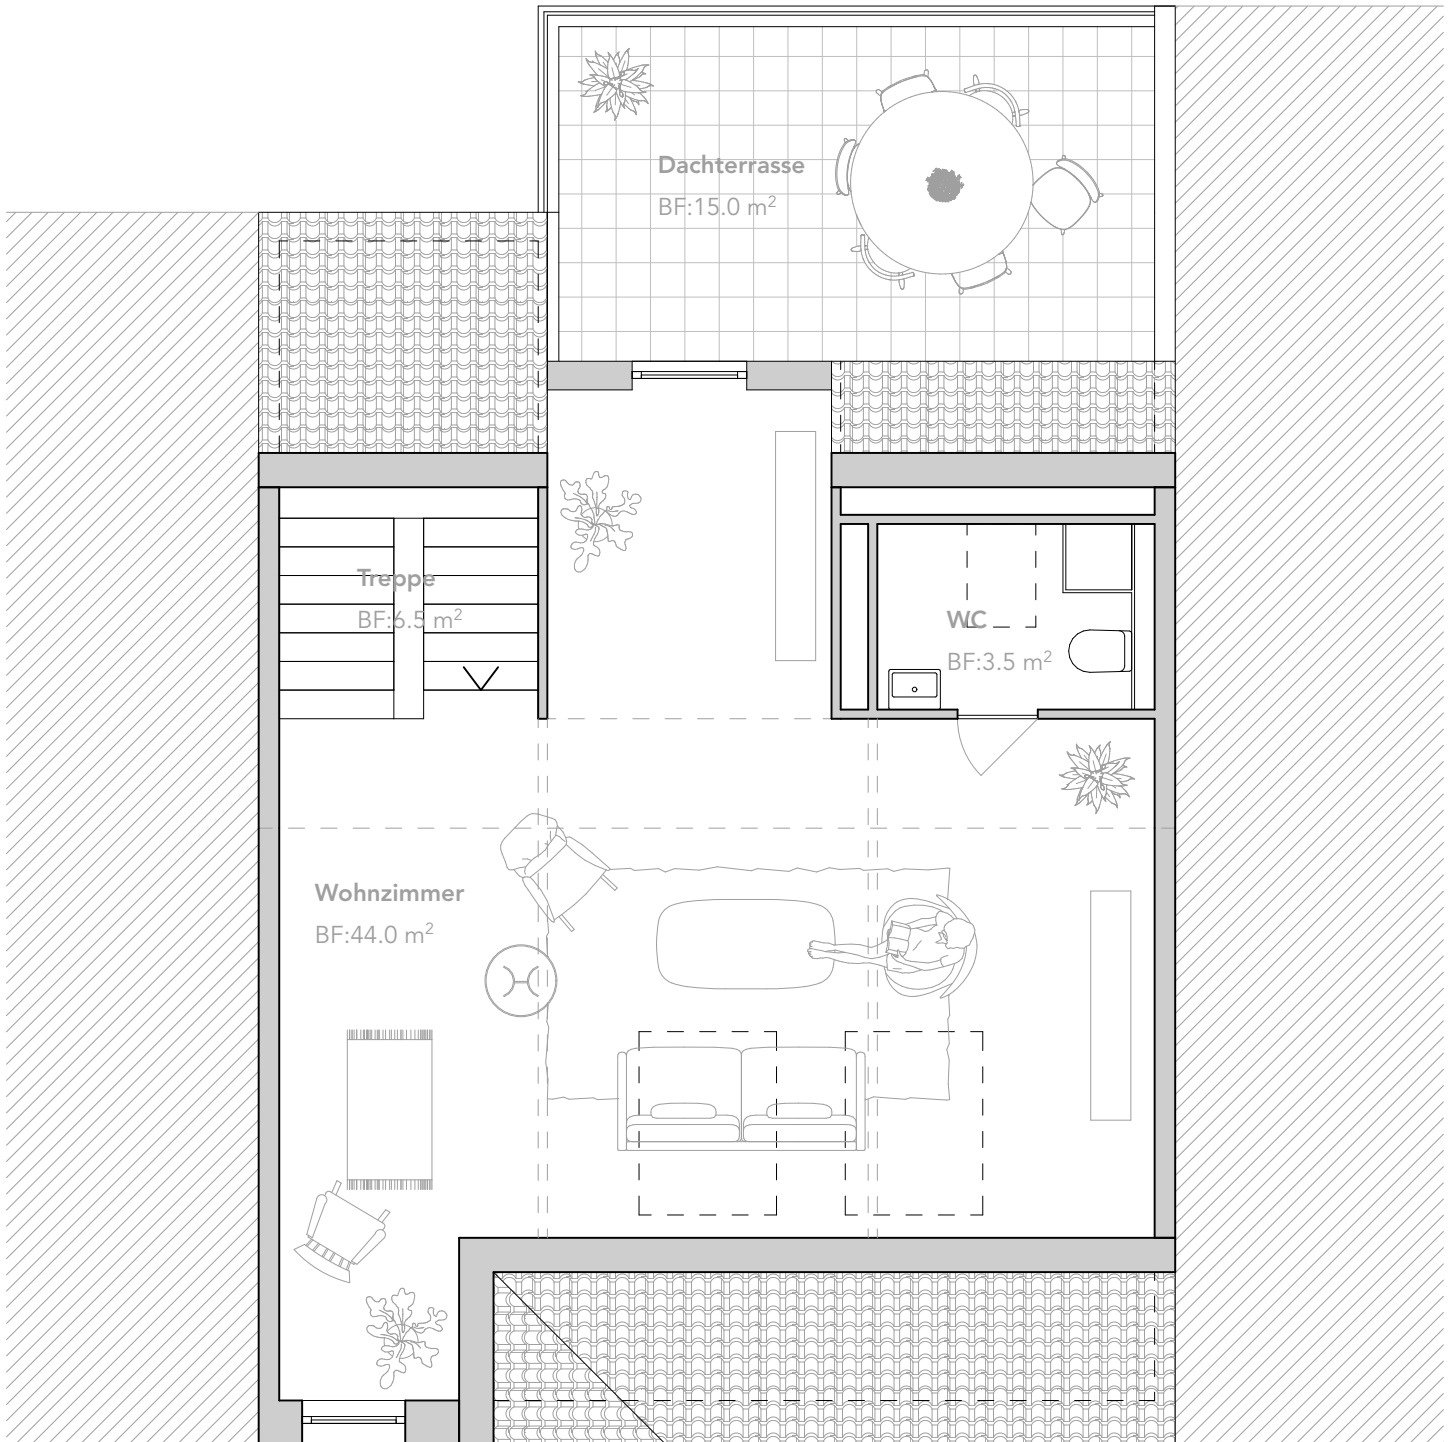 Dachterrasse
BF:15.0 m²
Treppe
BF:6.5 m²
WC
BF:3.5 m²
Wohnzimmer
BF:44.0 m²